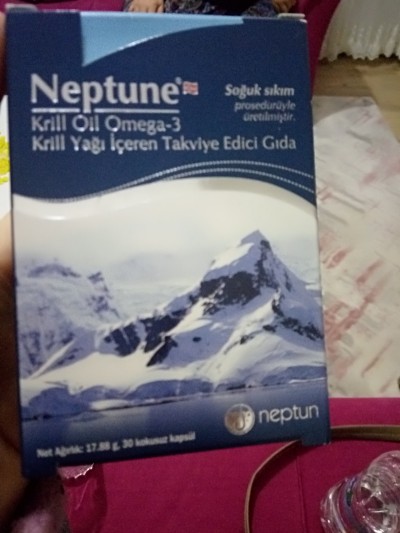 Neptune®
Soğuk sıkım
prosedürüyle
üretilmiştir.
Krill Oil Omega-3
Krill Yağı İçeren Takviye Edici Gıda
neptun
Net Ağırlık: 17.88 g, 30 kokusuz kapsül